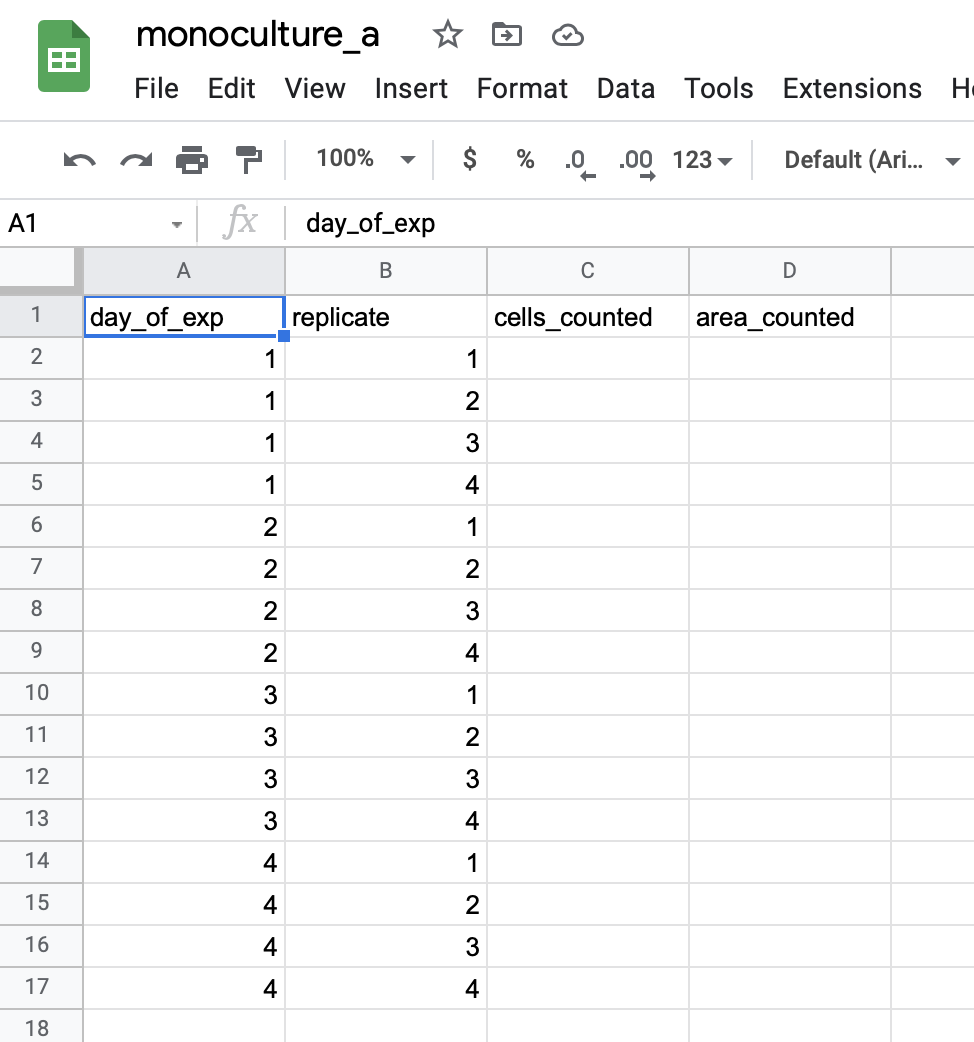 monoculture_a
File Edit View Insert Format Data Tools Extensions
100% $ % .0 .00 123 Default (Ari...
A1 fx day_of_exp
A B C D
1 day_of_exp replicate cells_counted area_counted
2 1 1
3 1 2
4 1 3
5 1 4
6 2 1
7 2 2
8 2 3
9 2 4
10 3 1
11 3 2
12 3 3
13 3 4
14 4 1
15 4 2
16 4 3
17 4 4
18